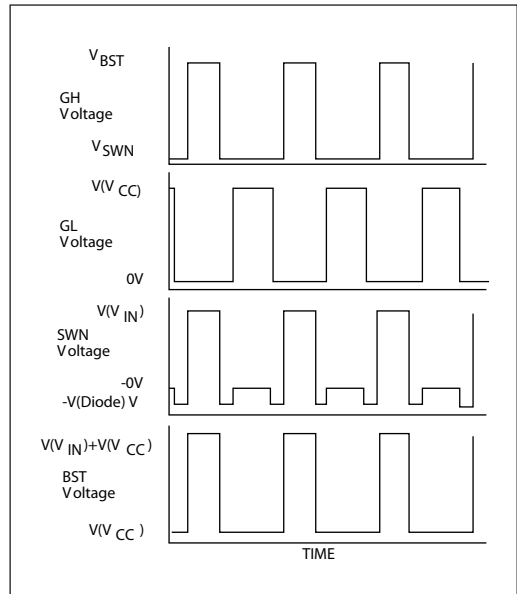 V BST
GH
Voltage
V SWN
V(V CC)
GL
Voltage
0V
V(V IN )
SWN
Voltage
-0V
-V(Diode) V
V(V IN )+V(V CC )
BST
Voltage
V(V CC )
TIME